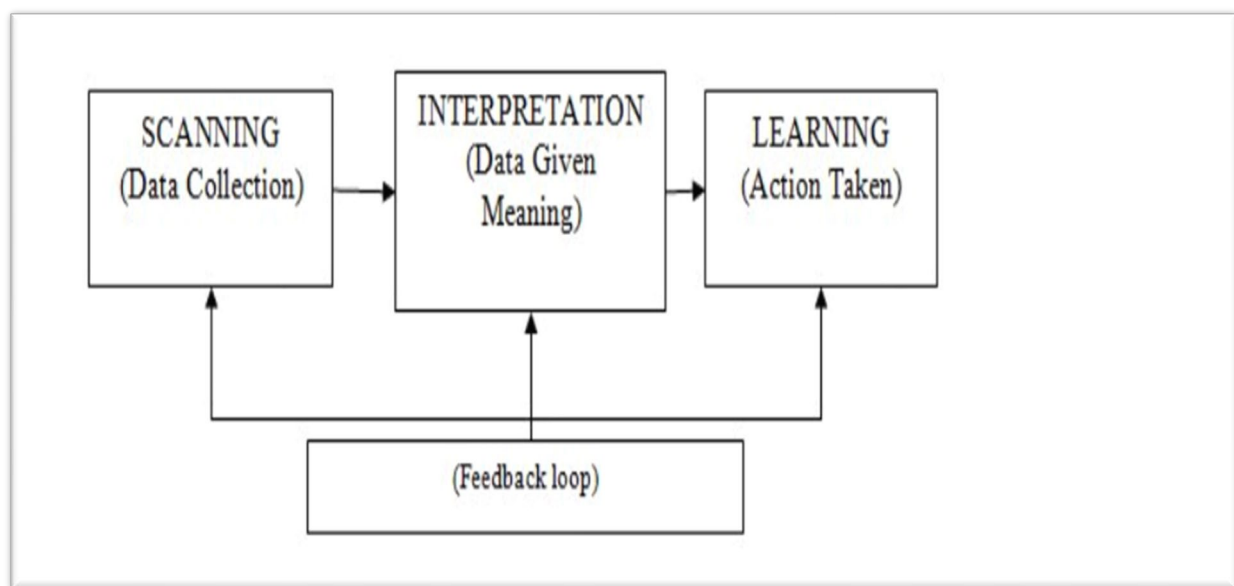 SCANNING
(Data Collection)
INTERPRETATION
(Data Given
Meaning)
LEARNING
(Action Taken)
(Feedback loop)